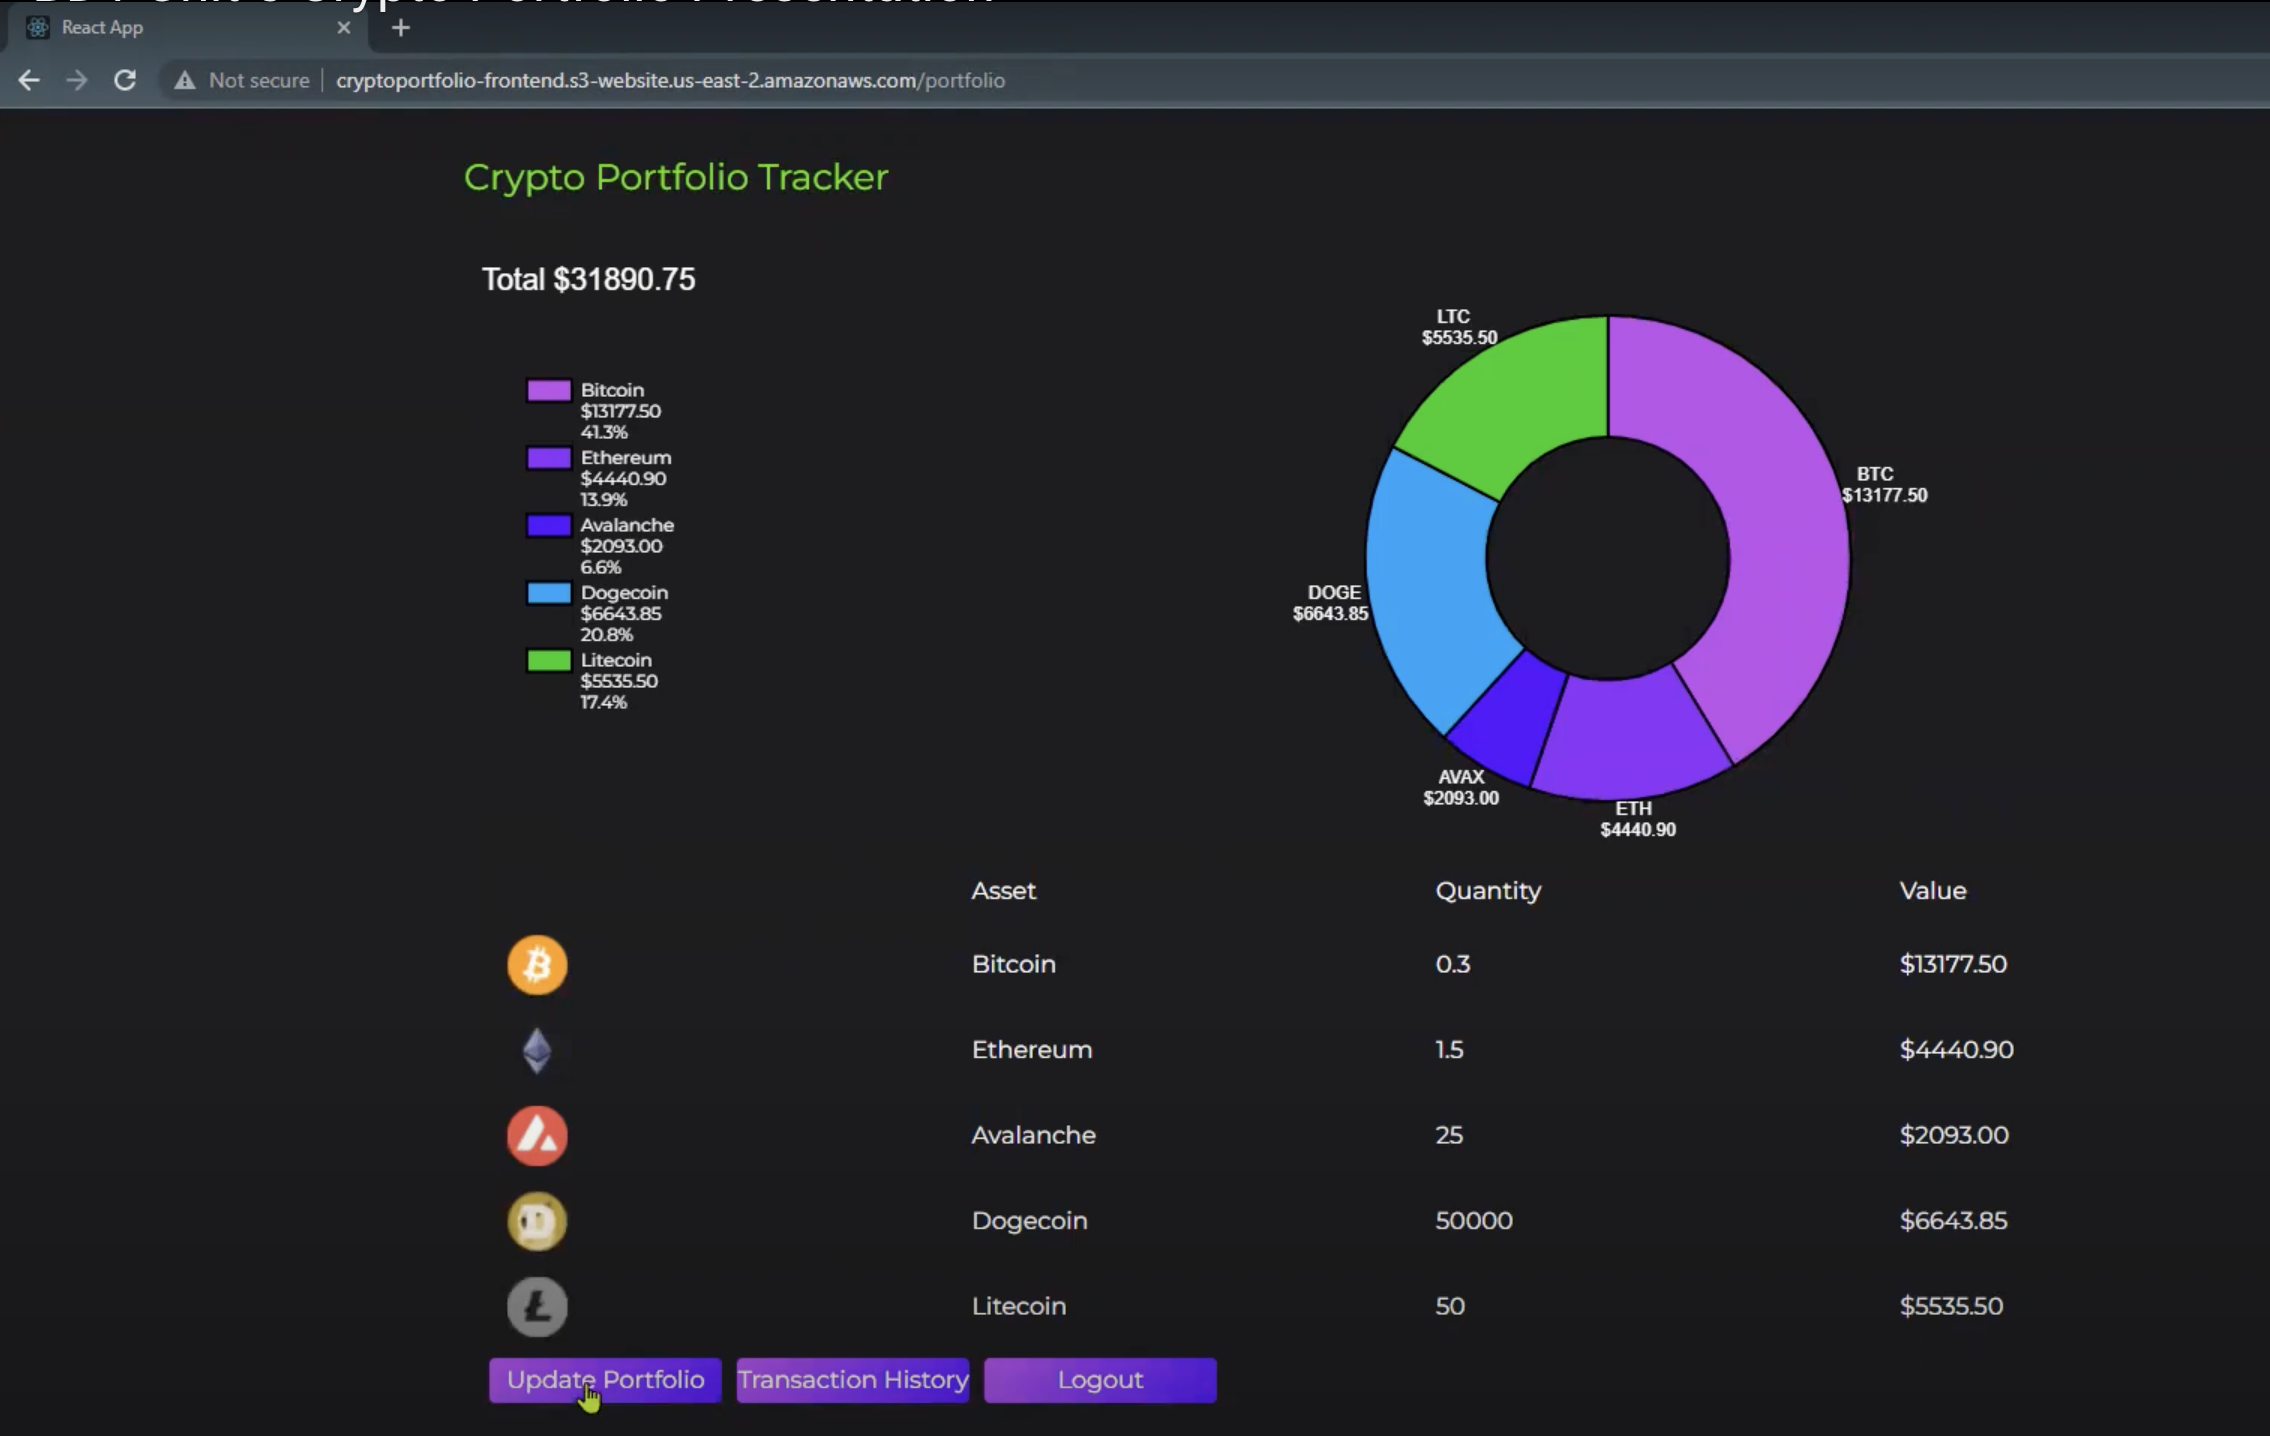 React App
Not secure
cryptoportfolio-frontend.s3-website.us-east-2.amazonaws.com/portfolio
Crypto Portfolio Tracker
Total $31890.75
Bitcoin
$13177.50
41.3%
Ethereum
$4440.90
13.9%
Avalanche
$2093.00
6.6%
Dogecoin
$6643.85
20.8%
Litecoin
$5535.50
17.4%
LTC
$5535.50
BTC
$13177.50
DOGE
$6643.85
AVAX
$2093.00
ETH
$4440.90
Asset Quantity Value
Bitcoin 0.3 $13177.50
Ethereum 1.5 $4440.90
Avalanche 25 $2093.00
Dogecoin 50000 $6643.85
Litecoin 50 $5535.50
Update Portfolio Transaction History Logout